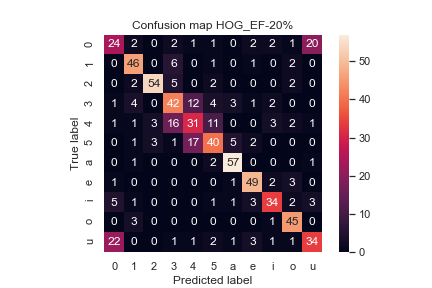 Confusion map HOG_EF-20%
True label
0 24 2 0 2 1 1 0 2 2 1 20
1 0 46 0 6 0 1 0 0 0 2 0
2 0 2 54 5 0 2 0 0 0 0 0
3 1 4 0 42 12 4 3 1 2 0 0
4 1 1 3 16 31 11 0 0 3 2 1
5 0 1 3 1 17 40 5 2 0 0 0
a 0 1 0 0 0 2 57 0 0 0 1
e 1 0 0 0 0 0 1 49 2 3 0
i 5 1 0 0 0 1 1 3 34 2 3
o 0 3 0 0 0 0 0 0 1 45 0
u 22 0 0 1 1 2 1 3 1 1 34
0 1 2 3 4 5 a e i o u
Predicted label
50
40
30
20
10
0